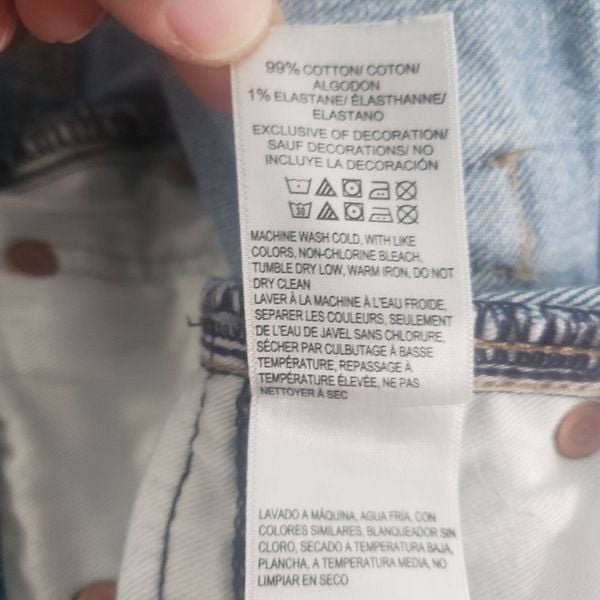 99% COTTON/ COTON/
ALGODON
1% ELASTANE/ ÉLASTHANNE/
ELASTANO
EXCLUSIVE OF DECORATION/
SAUF DECORATIONS/ NO
INCLUYE LA DECORACIÓN
30
MACHINE WASH COLD, WITH LIKE
COLORS, NON-CHLORINE BLEACH,
TUMBLE DRY LOW, WARM IRON, DO NOT
DRY CLEAN
LAVER À LA MACHINE À L'EAU FROIDE,
SEPARER LES COULEURS, SEULEMENT
DE L'EAU DE JAVEL SANS CHLORURE,
SÉCHER PAR CULBUTAGE À BASSE
TEMPÉRATURE, REPASSAGE À
TEMPÉRATURE ÉLEVÉE, NE PAS
NETTOYER À SEC
LAVADO A MÁQUINA, AGUA FRÍA, CON
COLORES SIMILARES, BLANQUEADOR SIN
CLORO, SECADO A TEMPERATURA BAJA,
PLANCHA, A TEMPERATURA MEDIA, NO
LIMPIAR EN SECO